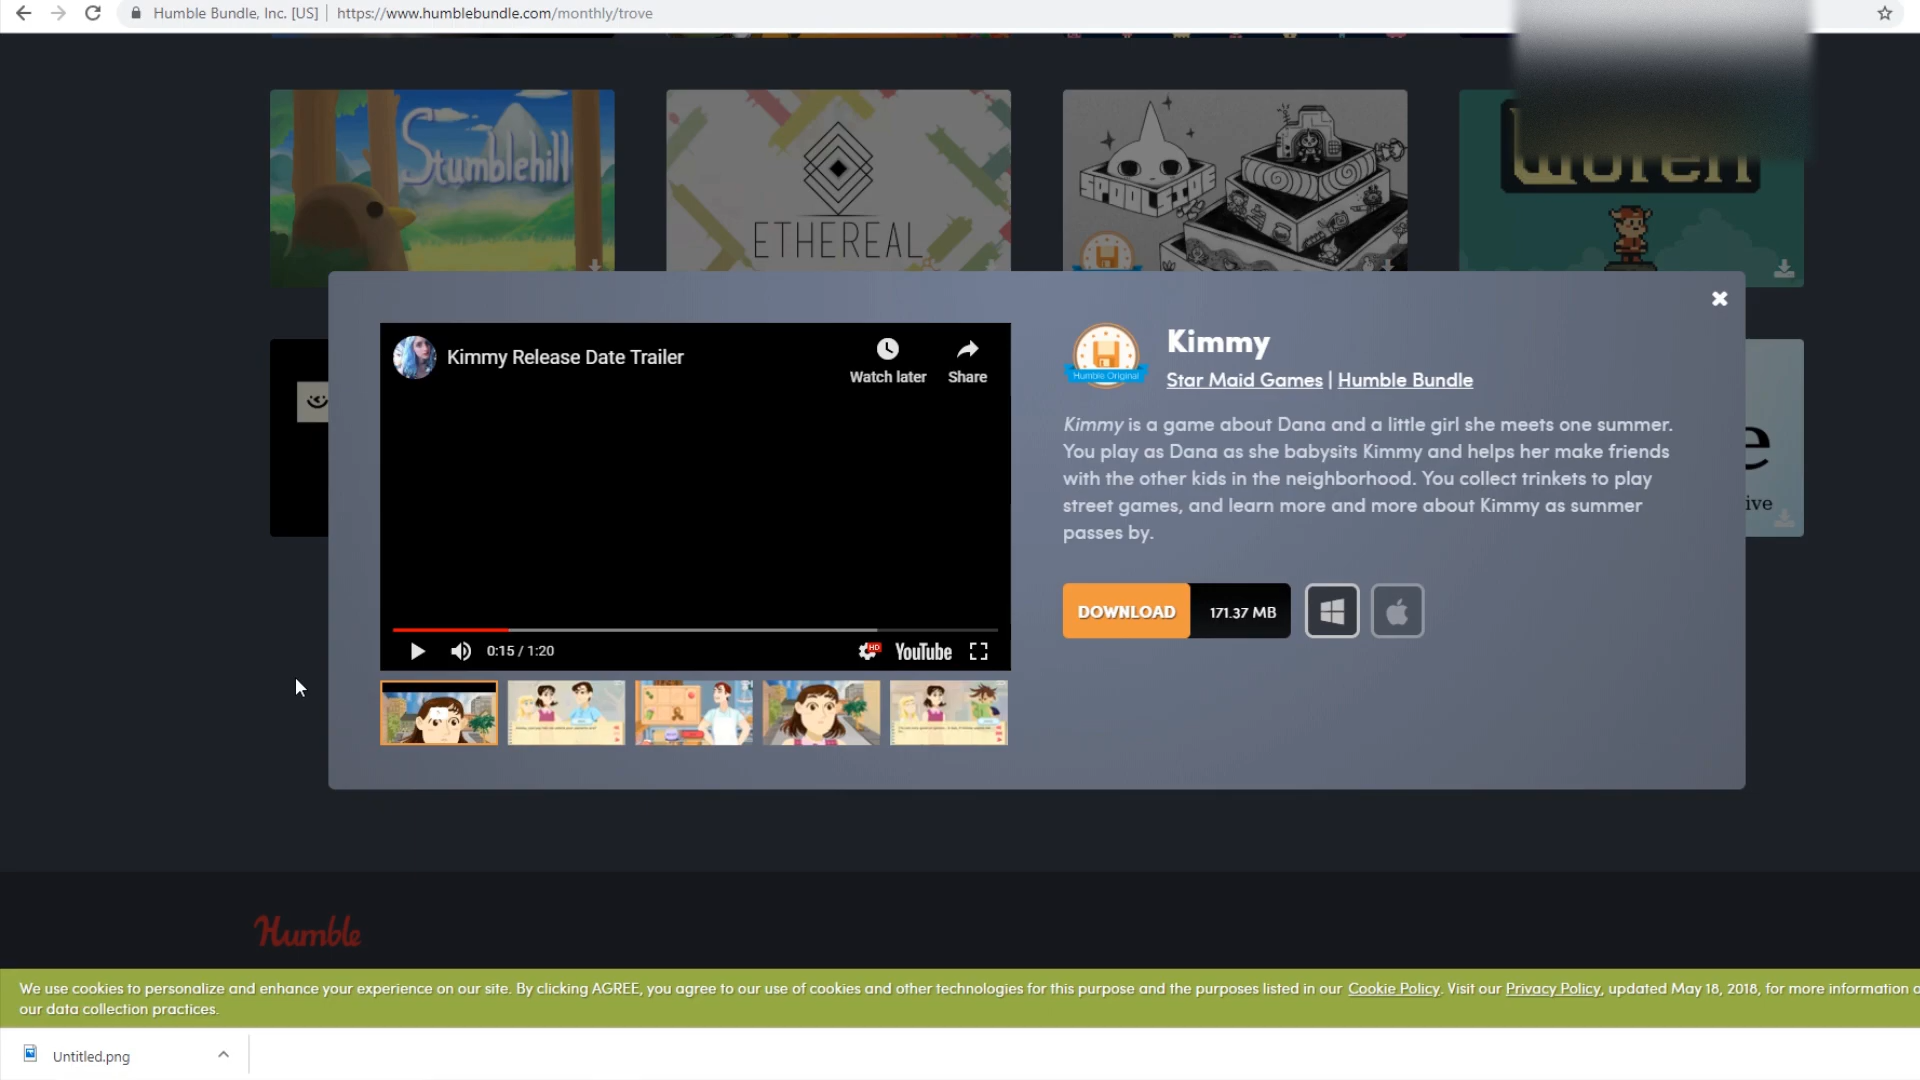 Humble Bundle, Inc. [US] | https://www.humblebundle.com/monthly/trove
Stumblehill
ETHEREAL
SPOOLSIDE
Kimmy Release Date Trailer
Watch later
Share
Humble Original
Kimmy
Star Maid Games | Humble Bundle
Kimmy is a game about Dana and a little girl she meets one summer.
You play as Dana as she babysits Kimmy and helps her make friends
with the other kids in the neighborhood. You collect trinkets to play
street games, and learn more and more about Kimmy as summer
passes by.
DOWNLOAD 171.37 MB
0:15 / 1:20
HD
YouTube
e
ive
Humble
We use cookies to personalize and enhance your experience on our site. By clicking AGREE, you agree to our use of cookies and other technologies for this purpose and the purposes listed in our Cookie Policy. Visit our Privacy Policy, updated May 18, 2018, for more information
our data collection practices.
Untitled.png